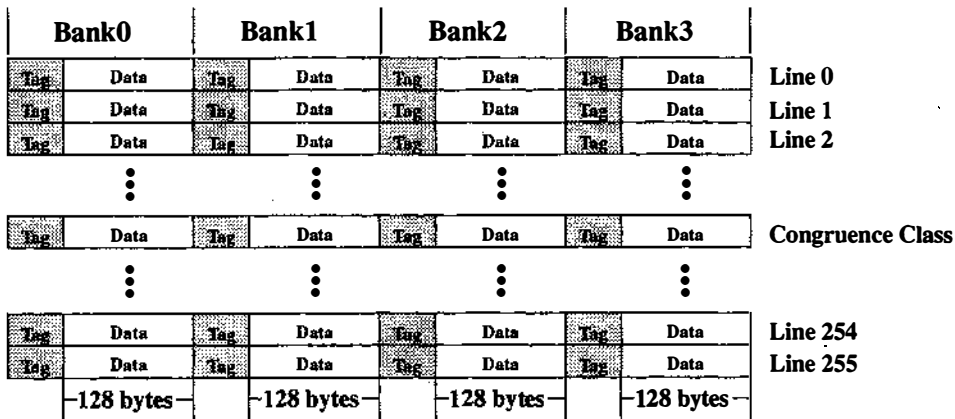 Bank0 Bank1 Bank2 Bank3
Tag Data Tag Data Tag Data Tag Data Line 0
Tag Data Tag Data Tag Data Tag Data Line 1
Tag Data Tag Data Tag Data Tag Data Line 2
Tag Data Tag Data Tag Data Tag Data Congruence Class
Tag Data Tag Data Tag Data Tag Data Line 254
Tag Data Tag Data Tag Data Tag Data Line 255
128 bytes 128 bytes 128 bytes 128 bytes